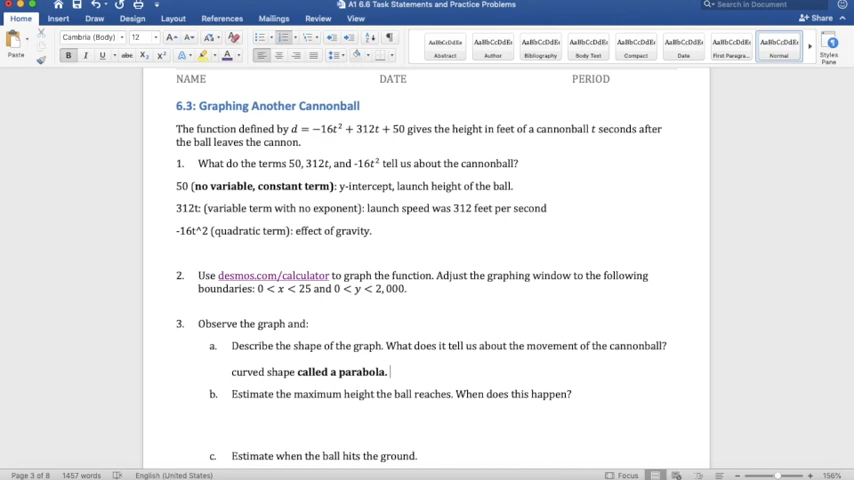 A1 6.6 Task Statements and Practice Problems
Search in Document
Home Insert Draw Design Layout References Mailings Review View
Share
Cambria (Body) 12
Paste
AaBbCcDdEe AaBbCcDdEe AaBbCcDdEe AaBbCcDdEe AaBbCcDdEe AaBbCcDdEe AaBbCcDdEe AaBbCcDdEe
Abstract Author Bibliography Body Text Compact Date First Paragra... Normal
Styles Pane
NAME DATE PERIOD
6.3: Graphing Another Cannonball
The function defined by d = −16t² + 312t + 50 gives the height in feet of a cannonball t seconds after
the ball leaves the cannon.
1. What do the terms 50, 312t, and -16t² tell us about the cannonball?
50 (no variable, constant term): y-intercept, launch height of the ball.
312t: (variable term with no exponent): launch speed was 312 feet per second
-16t^2 (quadratic term): effect of gravity.
2. Use desmos.com/calculator to graph the function. Adjust the graphing window to the following
boundaries: 0 < x < 25 and 0 < y < 2,000.
3. Observe the graph and:
a. Describe the shape of the graph. What does it tell us about the movement of the cannonball?
curved shape called a parabola.
b. Estimate the maximum height the ball reaches. When does this happen?
c. Estimate when the ball hits the ground.
Page 3 of 8 1457 words English (United States) Focus 156%